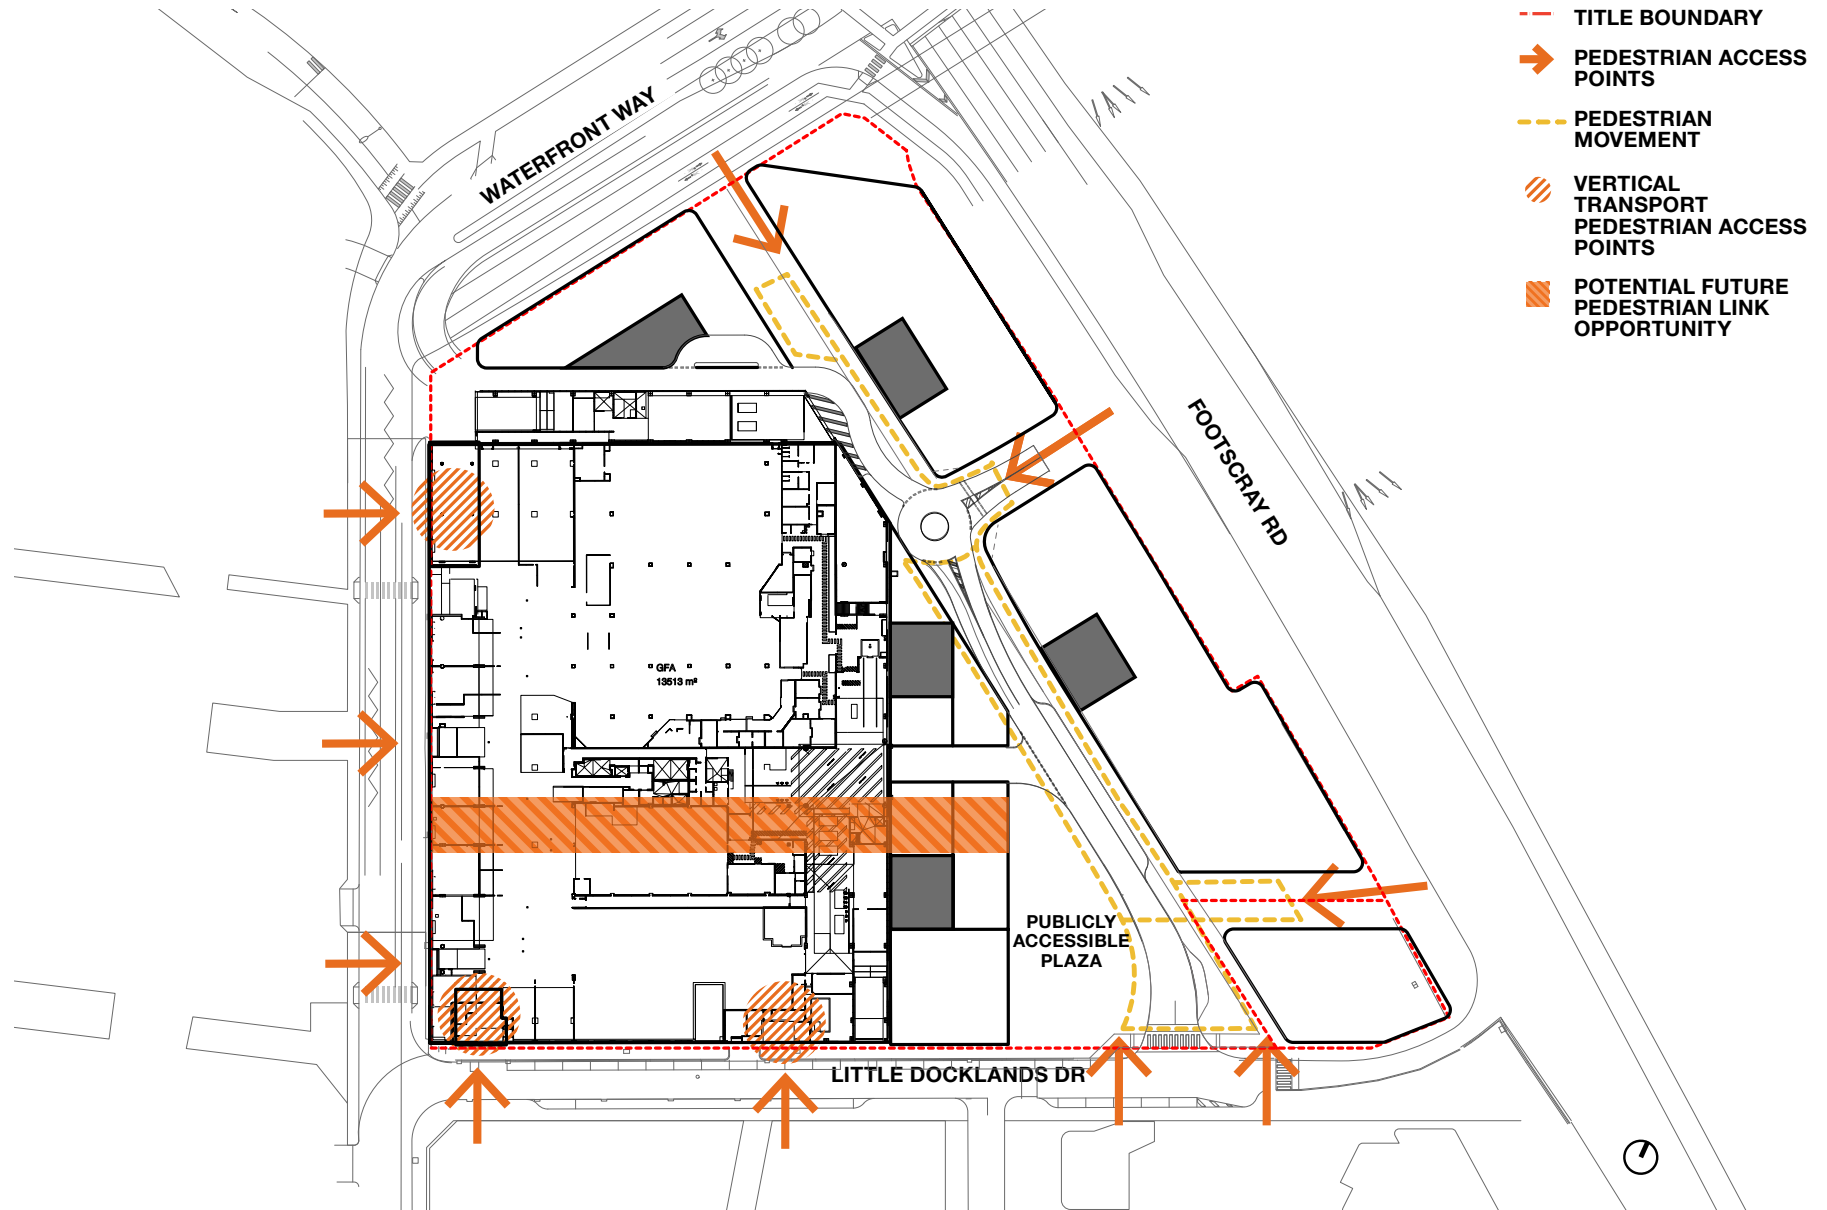 TITLE BOUNDARY
PEDESTRIAN ACCESS
POINTS
PEDESTRIAN
MOVEMENT
VERTICAL
TRANSPORT
PEDESTRIAN ACCESS
POINTS
POTENTIAL FUTURE
PEDESTRIAN LINK
OPPORTUNITY
WATERFRONT WAY
FOOTSCRAY RD
GFA
13513 m²
PUBLICLY
ACCESSIBLE
PLAZA
LITTLE DOCKLANDS DR